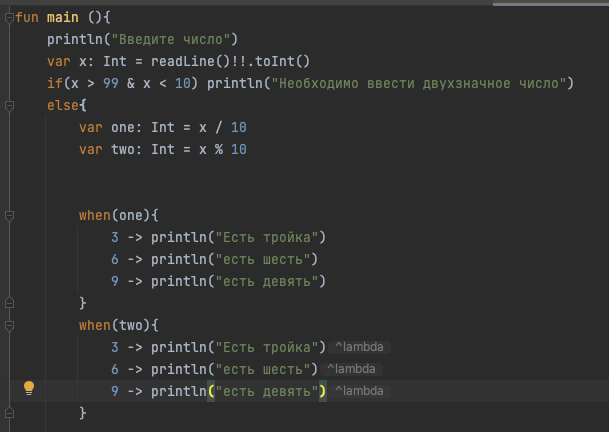 fun main (){
println("Введите число")
var x: Int = readLine()!!.toInt()
if(x > 99 & x < 10) println("Необходимо ввести двухзначное число")
else{
var one: Int = x / 10
var two: Int = x % 10
when(one){
3 -> println("Есть тройка")
6 -> println("есть шесть")
9 -> println("есть девять")
}
when(two){
3 -> println("Есть тройка") ^lambda
6 -> println("есть шесть") ^lambda
9 -> println("есть девять") ^lambda
}